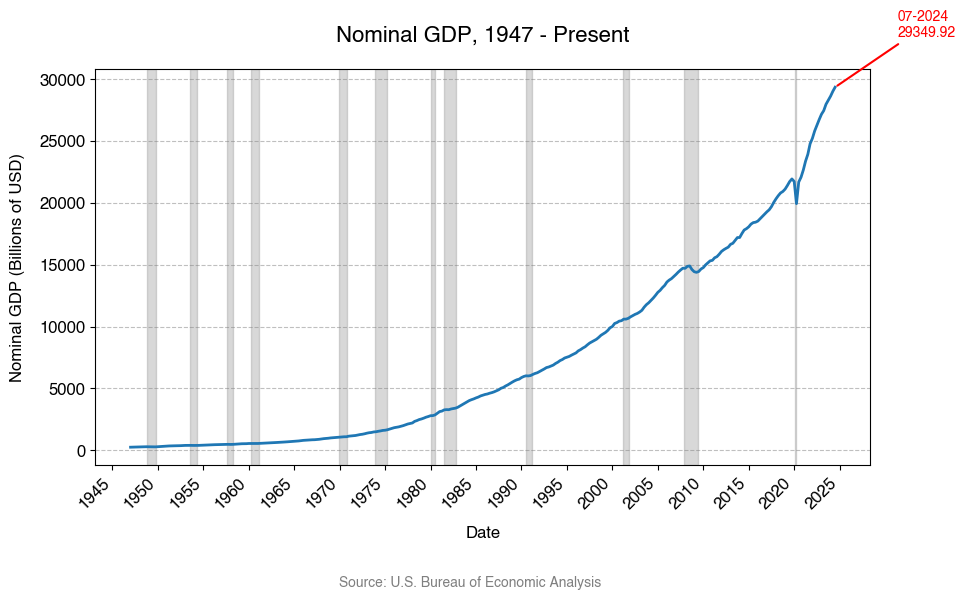 07-2024
29349.92
Nominal GDP, 1947 - Present
Nominal GDP (Billions of USD)
30000
25000
20000
15000
10000
5000
0
1945 1950 1955 1960 1965 1970 1975 1980 1985 1990 1995 2000 2005 2010 2015 2020 2025
Date
Source: U.S. Bureau of Economic Analysis